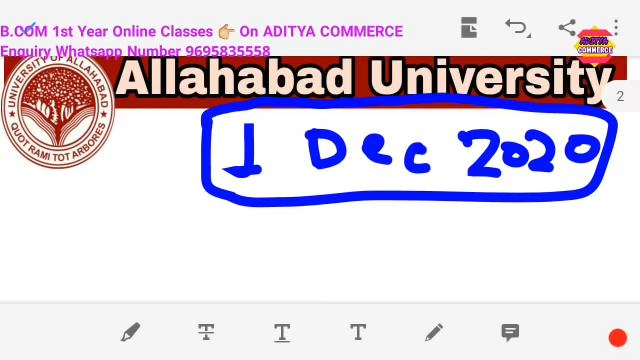 B.COM 1st Year Online Classes 👉 On ADITYA COMMERCE
Enquiry Whatsapp Number 9695835558
ADITYA
COMMERCE
Allahabad University
UNIVERSITY OF ALLAHABAD
QUOT RAMI TOT ARBORES
2
1 Dec 2020